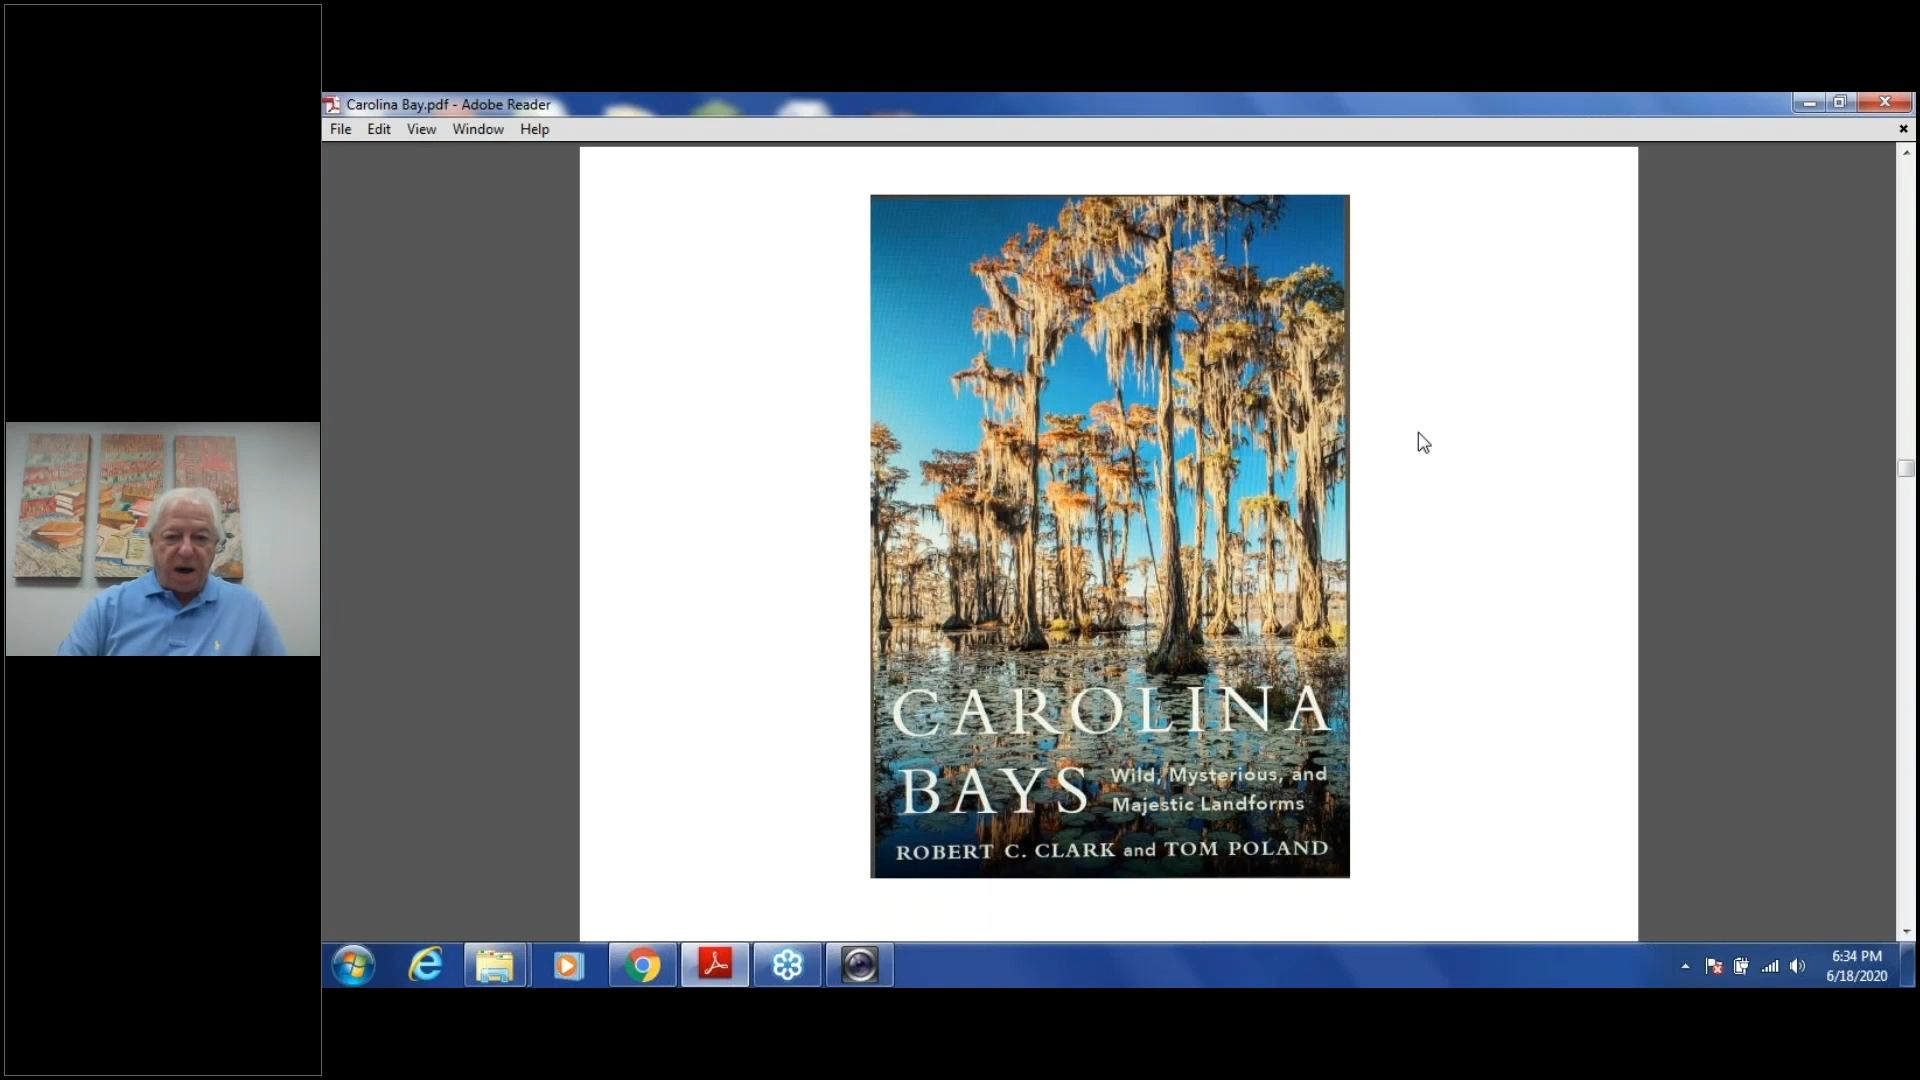 Carolina Bay.pdf - Adobe Reader
File Edit View Window Help
CAROLINA
BAYS
Wild, Mysterious, and
Majestic Landforms
ROBERT C. CLARK and TOM POLAND
6:34 PM
6/18/2020